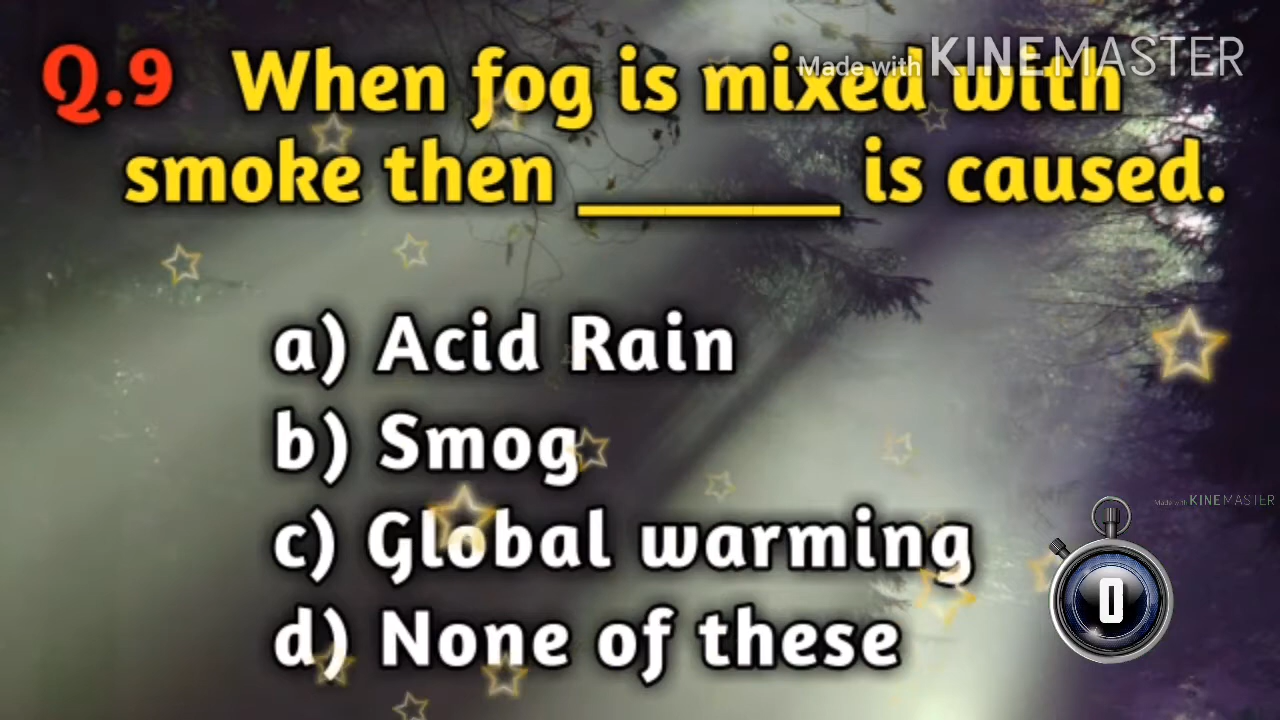 Q.9 When fog is mixed with
Made with KINEMASTER
smoke then ______ is caused.
a) Acid Rain
b) Smog
c) Global warming
d) None of these
Made with KINEMASTER
0